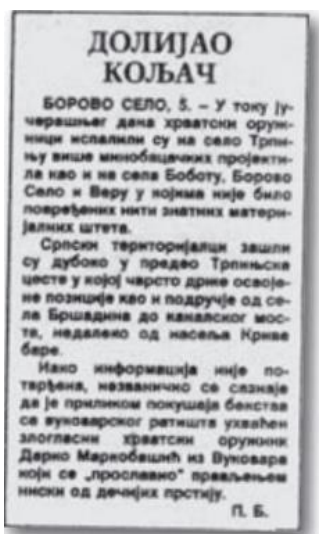 ДОЛИЈАО
КОЉАЧ
БОРОВО СЕЛО, 5. – У току ју-
черашњег дана хрватски оруж-
ници испалили су на село Трпи-
њу више минобацачких пројекти-
ла као и на села Боботу, Борово
Село и Веру у којима није било
повређених нити знатних матери-
јалних штета.
Српски територијалци зашли
су дубоко у предео Трпињске
цесте у којој чврсто држе освоје-
не позиције као и подручје од се-
ла Бршадина до каналског мос-
та, недалеко од насеља Криве
баре.
Иако информација није по-
тврђена, незванично се сазнаје
да је приликом покушаја бекства
са вуковарског ратишта ухваћен
злогласни хрватски оружник
Дарко Маркобашић из Вуковара
који се „прославио" прављењем
ниски од дечијих прстију.
П. Б.